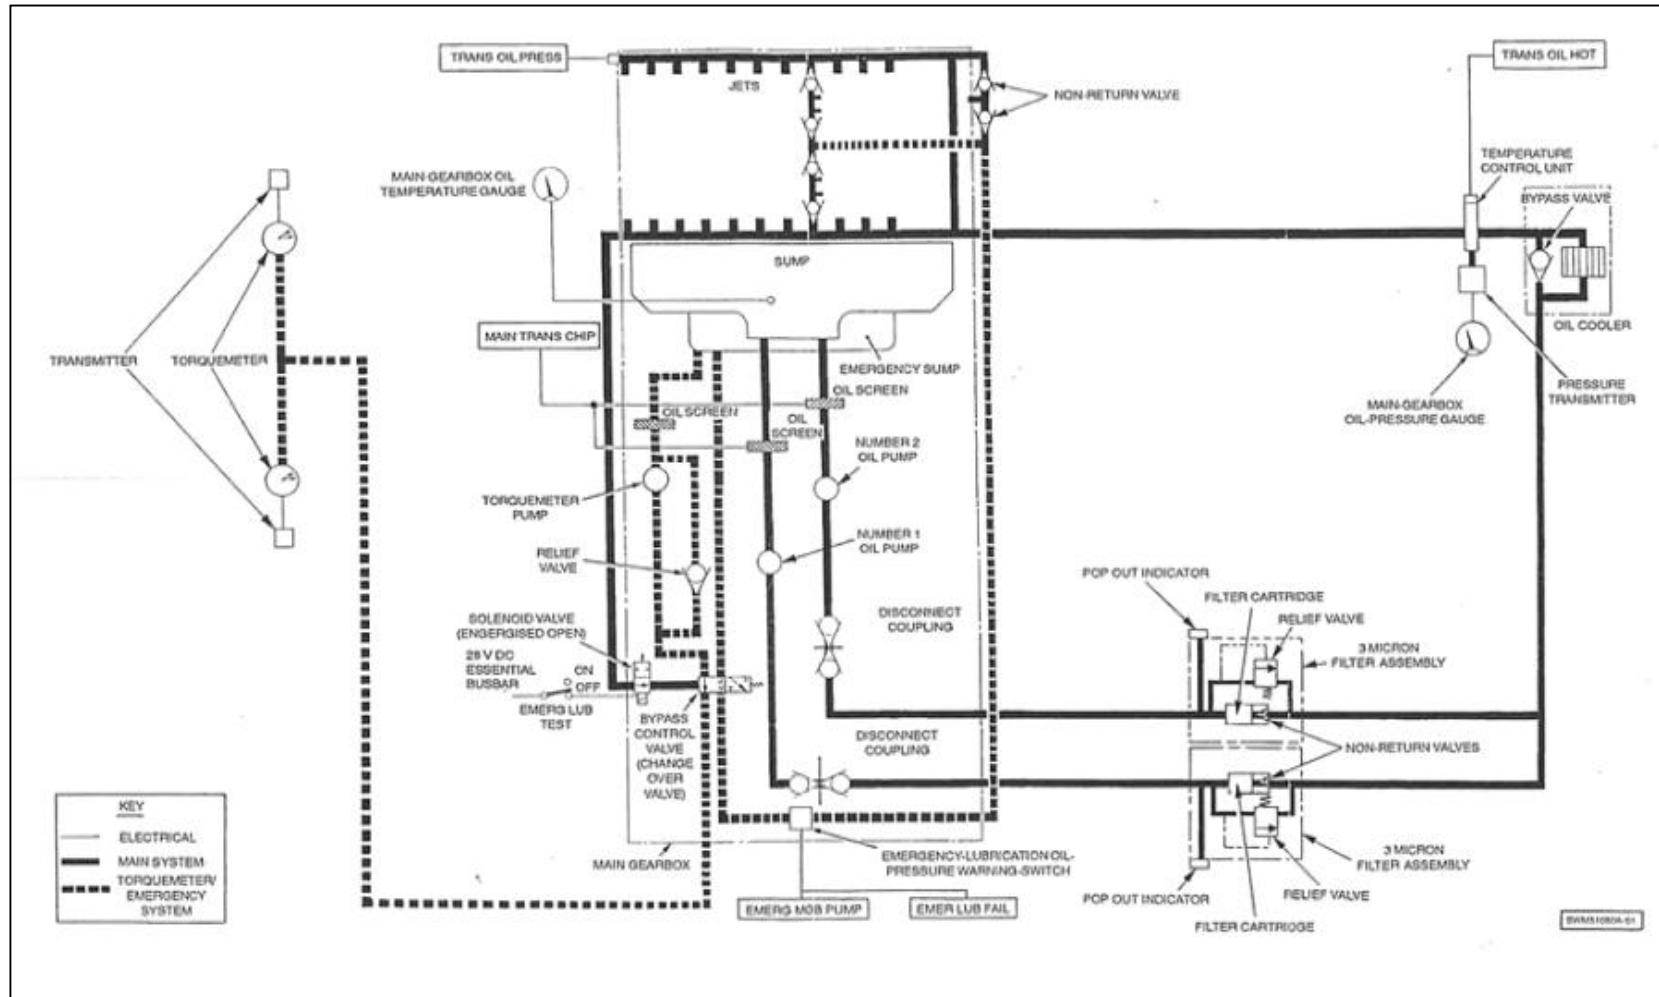 TRANS OIL PRESS
JETS
NON-RETURN VALVE
TRANS OIL HOT
TEMPERATURE
CONTROL UNIT
BYPASS VALVE
MAIN-GEARBOX OIL
TEMPERATURE GAUGE
SUMP
OIL COOLER
MAIN TRANS CHIP
TRANSMITTER
TORQUEMETER
EMERGENCY SUMP
OIL SCREEN
OIL SCREEN
OIL
SCREEN
PRESSURE
TRANSMITTER
MAIN-GEARBOX
OIL-PRESSURE GAUGE
NUMBER 2
OIL PUMP
TORQUEMETER
PUMP
NUMBER 1
OIL PUMP
RELIEF
VALVE
POP OUT INDICATOR
FILTER CARTRIDGE
RELIEF VALVE
DISCONNECT
COUPLING
SOLENOID VALVE
(ENGERGISED OPEN)
3 MICRON
FILTER ASSEMBLY
28 V DC
ESSENTIAL
BUSBAR
ON
OFF
EMERG LUB
TEST
BYPASS
CONTROL
VALVE
(CHANGE
OVER
VALVE)
DISCONNECT
COUPLING
NON-RETURN VALVES
KEY
ELECTRICAL
MAIN SYSTEM
TORQUEMETER/
EMERGENCY
SYSTEM
MAIN GEARBOX
EMERGENCY-LUBRICATION OIL-
PRESSURE WARNING-SWITCH
3 MICRON
FILTER ASSEMBLY
POP OUT INDICATOR
RELIEF VALVE
EMERG MGB PUMP
EMER LUB FAIL
FILTER CARTRIDGE